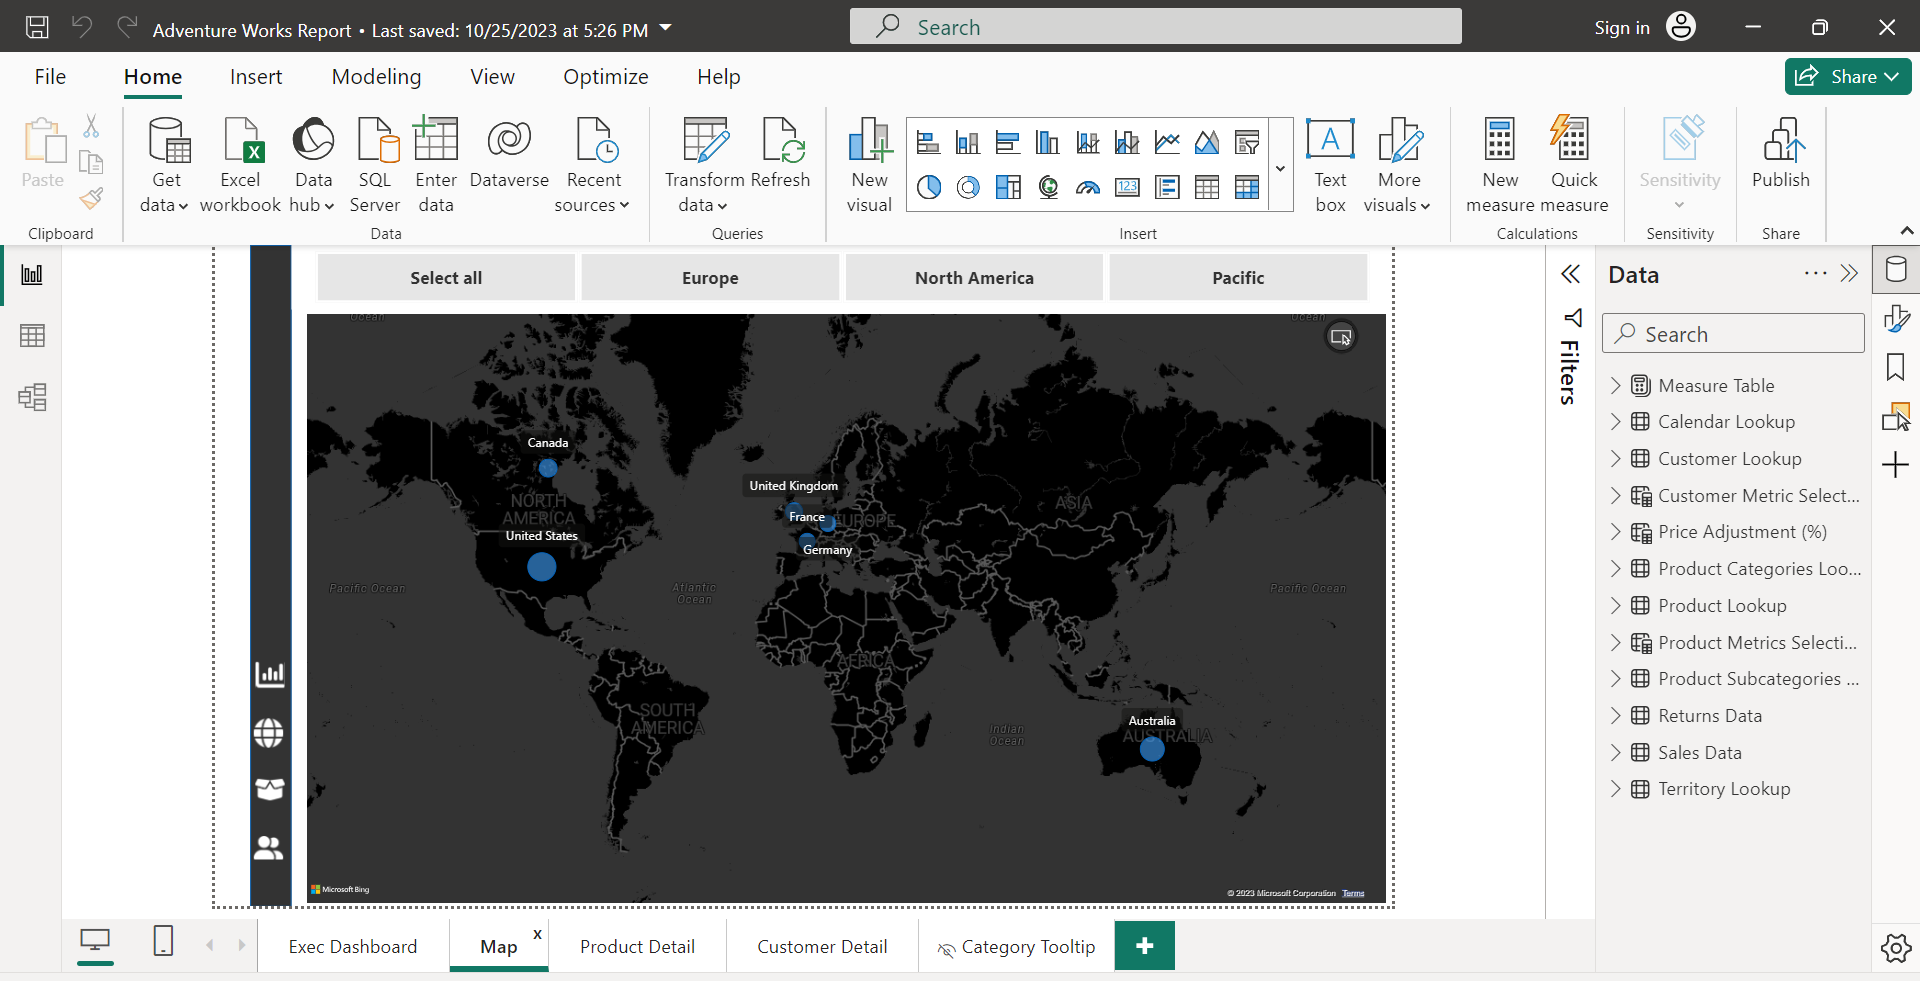 Adventure Works Report • Last saved: 10/25/2023 at 5:26 PM
Search
Sign in
File
Home
Insert
Modeling
View
Optimize
Help
Share
Paste
Clipboard
Get data
Excel workbook
Data hub
SQL Server
Enter data
Dataverse
Recent sources
Data
Transform data
Refresh
Queries
New visual
123
A
Text box
More visuals
Insert
New measure
Quick measure
Calculations
Sensitivity
Sensitivity
Publish
Share
Select all
Europe
North America
Pacific
Ocean
Ocean
Canada
NORTH
AMERICA
United States
United Kingdom
France
EUROPE
Germany
ASIA
Pacific Ocean
Atlantic
Ocean
Pacific Ocean
AFRICA
SOUTH
AMERICA
Indian
Ocean
Australia
AUSTRALIA
Microsoft Bing
© 2023 Microsoft Corporation Terms
Filters
Data
Search
Measure Table
Calendar Lookup
Customer Lookup
Customer Metric Select...
Price Adjustment (%)
Product Categories Loo...
Product Lookup
Product Metrics Selecti...
Product Subcategories ...
Returns Data
Sales Data
Territory Lookup
Exec Dashboard
Map
x
Product Detail
Customer Detail
Category Tooltip